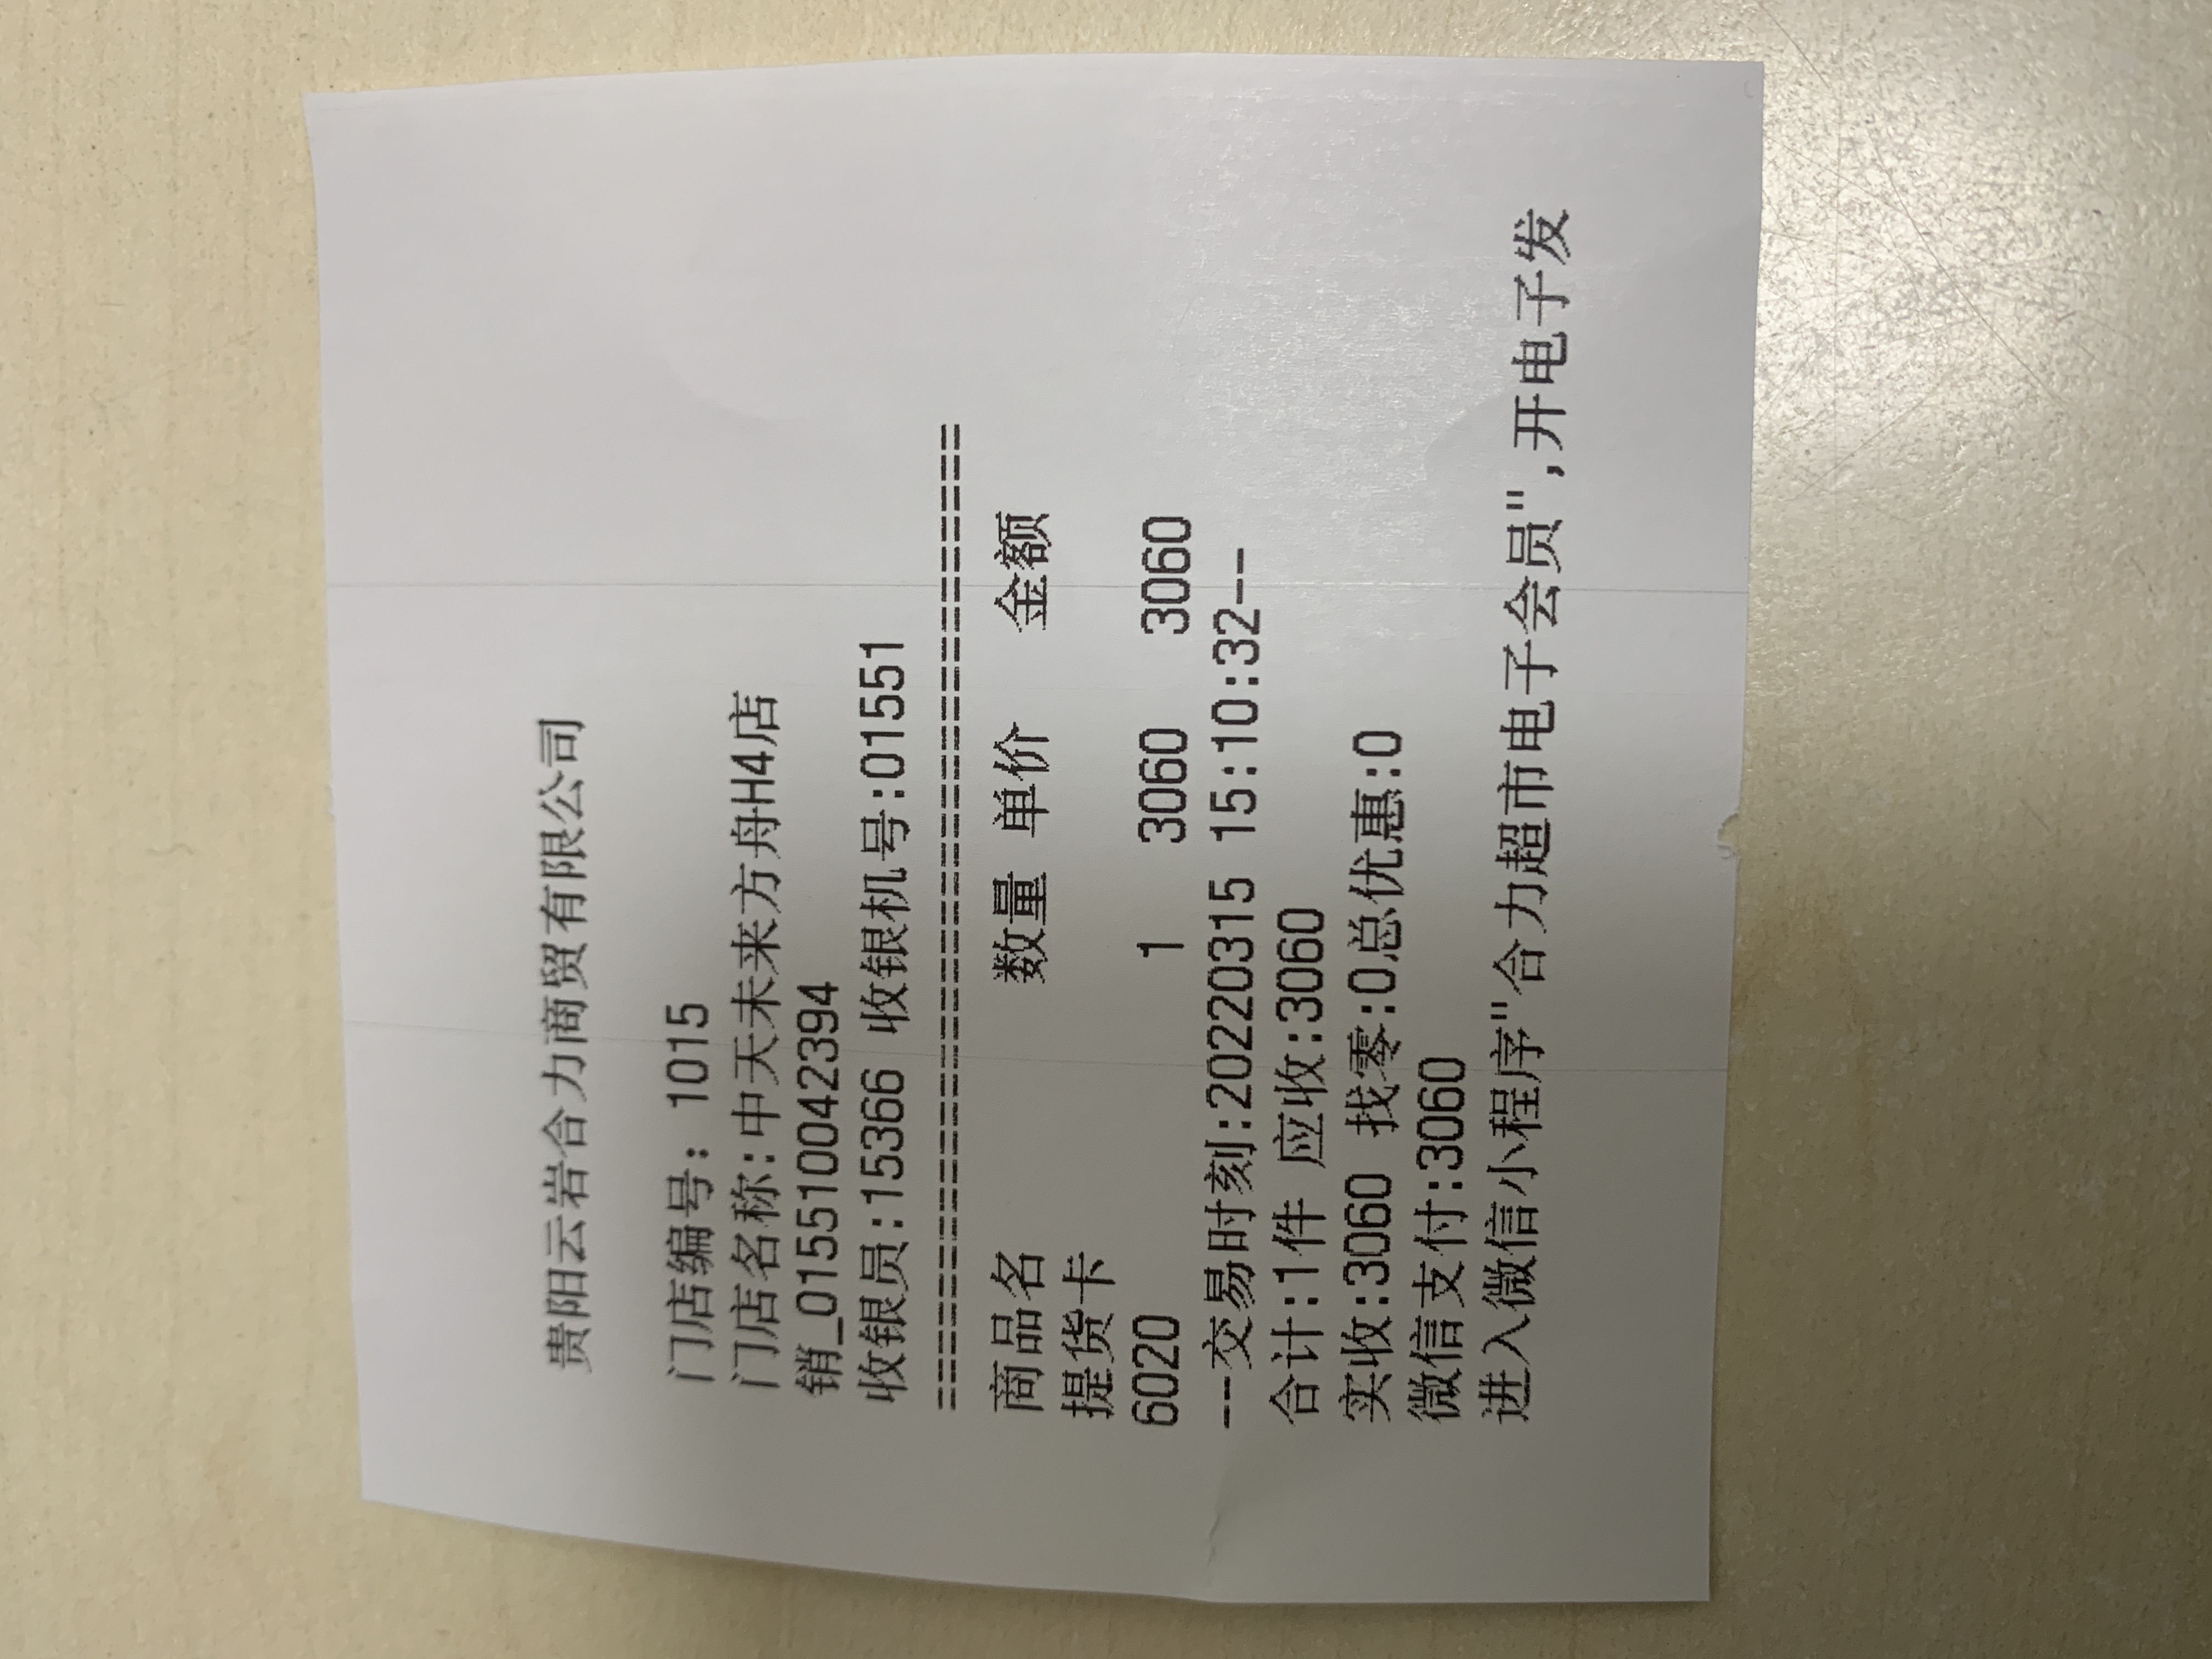 贵阳云岩合力商贸有限公司
门店编号: 1015
门店名称:中天未来方舟H4店
销_015510042394
收银员:15366 收银机号:01551
==========================================
商品名 数量 单价 金额
提货卡
6020 1 3060 3060
--交易时刻:20220315 15:10:32---
合计:1件 应收:3060
实收:3060 找零:0总优惠:0
微信支付:3060
进入微信小程序"合力超市电子会员",开电子发